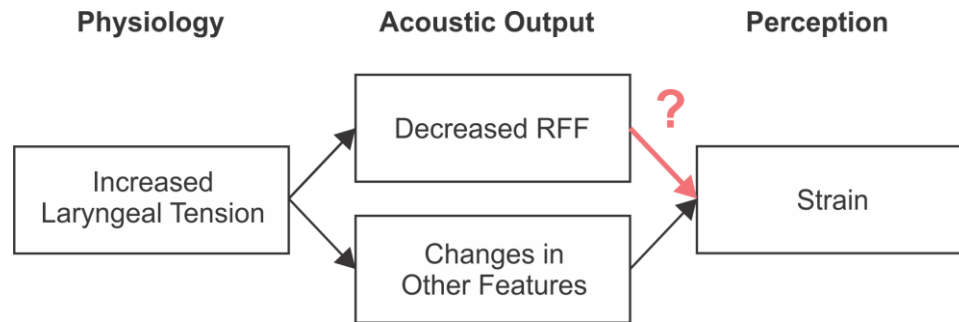 Physiology
Acoustic Output
Perception
Decreased RFF
?
Increased
Laryngeal Tension
Strain
Changes in
Other Features